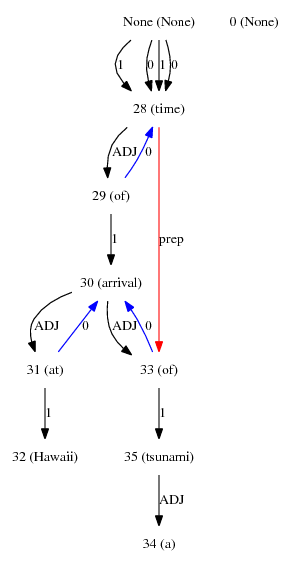 None (None) 0 (None)
1 0 1 0
28 (time)
ADJ 0
29 (of)
1 prep
30 (arrival)
ADJ 0 ADJ 0
31 (at) 33 (of)
1 1
32 (Hawaii) 35 (tsunami)
ADJ
34 (a)